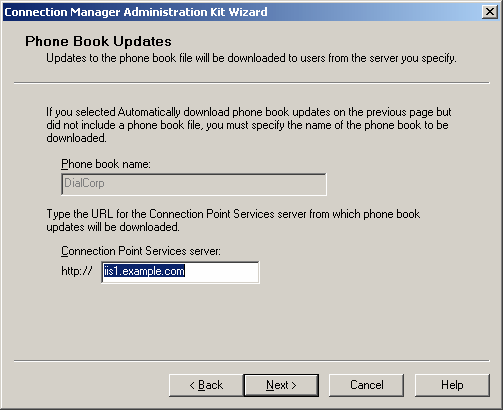 Connection Manager Administration Kit Wizard
Phone Book Updates
Updates to the phone book file will be downloaded to users from the server you specify.
If you selected Automatically download phone book updates on the previous page but
did not include a phone book file, you must specify the name of the phone book to be
downloaded.
Phone book name:
DialCorp
Type the URL for the Connection Point Services server from which phone book
updates will be downloaded.
Connection Point Services server:
http:// iis1.example.com
< Back Next > Cancel Help